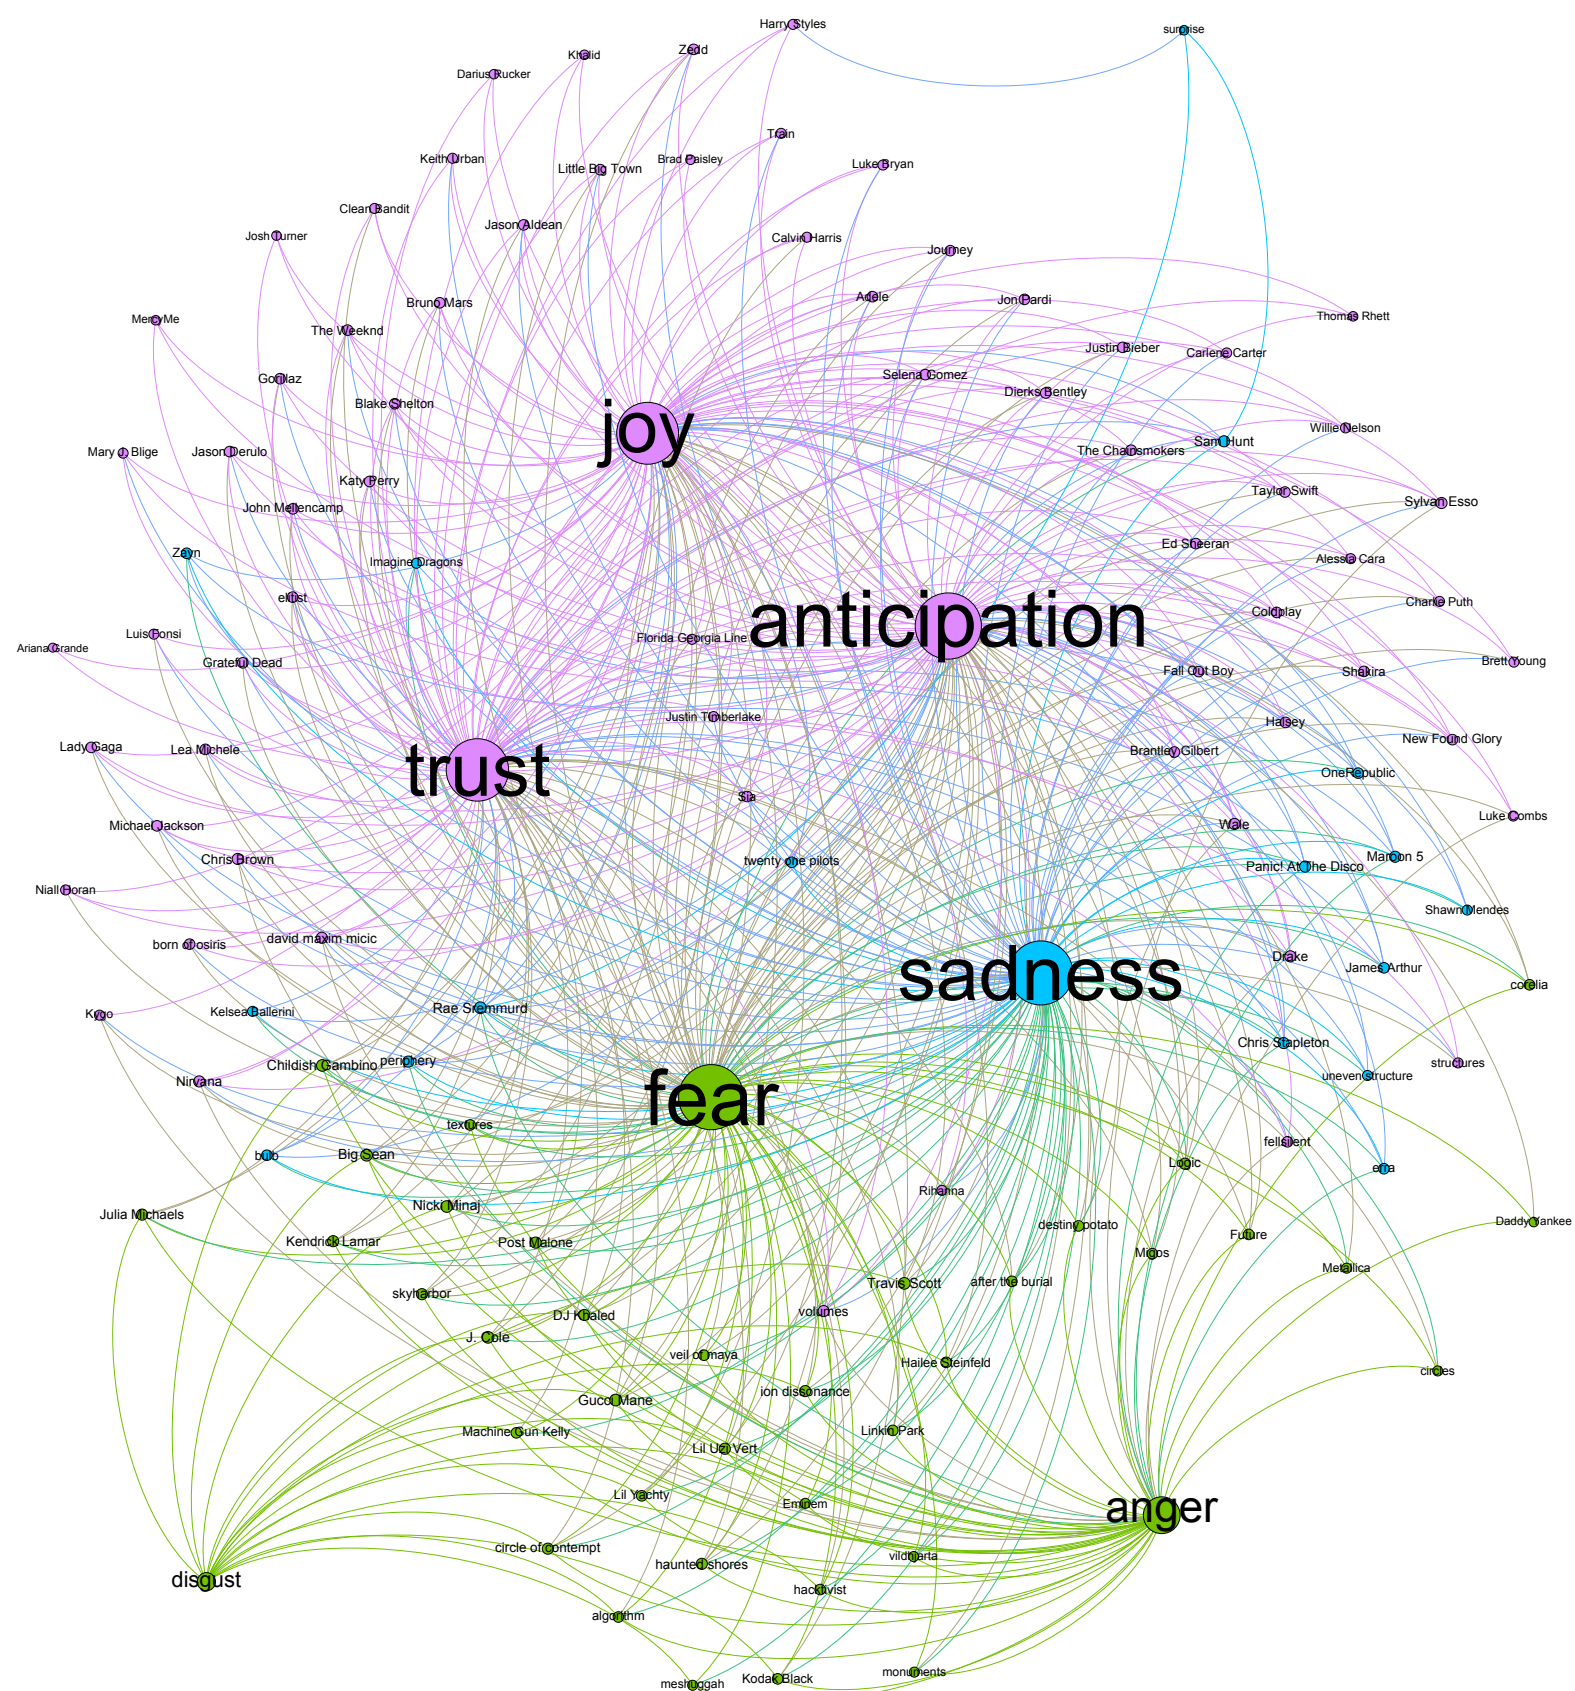 Harry Styles
surprise
Khalid
Zedd
Darius Rucker
Train
Keith Urban
Little Big Town
Brad Paisley
Luke Bryan
Clean Bandit
Jason Aldean
Josh Turner
Calvin Harris
Journey
Adele
Jon Pardi
Bruno Mars
MercyMe
The Weeknd
Thomas Rhett
Justin Bieber
Carlene Carter
Gorillaz
Selena Gomez
Dierks Bentley
Blake Shelton
joy
Willie Nelson
Mary J. Blige
Jason Derulo
The Chainsmokers
Sam Hunt
Katy Perry
Taylor Swift
Sylvan Esso
John Mellencamp
Zayn
Imagine Dragons
Ed Sheeran
Alessia Cara
elitist
Charlie Puth
Coldplay
anticipation
Luis Fonsi
Florida Georgia Line
Ariana Grande
Grateful Dead
Fall Out Boy
Shakira
Brett Young
Justin Timberlake
Halsey
Lady Gaga
Lea Michele
Brantley Gilbert
New Found Glory
trust
OneRepublic
Sia
Luke Combs
Michael Jackson
Wale
Chris Brown
twenty one pilots
Panic! At The Disco
Maroon 5
Niall Horan
Shawn Mendes
born of osiris
david maxim micic
Drake
sadness
James Arthur
corelia
Kygo
Kelsea Ballerini
Rae Sremmurd
Chris Stapleton
Childish Gambino
periphery
structures
Nirvana
uneven structure
fear
textures
fellsilent
bulb
Big Sean
Logic
erra
Rihanna
Nicki Minaj
Julia Michaels
destiny potato
Daddy Yankee
Kendrick Lamar
Post Malone
Migos
Future
Metallica
skyharbor
Travis Scott
after the burial
DJ Khaled
volumes
J. Cole
veil of maya
Hailee Steinfeld
circles
ion dissonance
Gucci Mane
Machine Gun Kelly
Linkin Park
Lil Uzi Vert
Lil Yachty
Eminem
anger
circle of contempt
haunted shores
vildhjarta
disgust
hacktivist
algorithm
meshuggah
Kodak Black
monuments